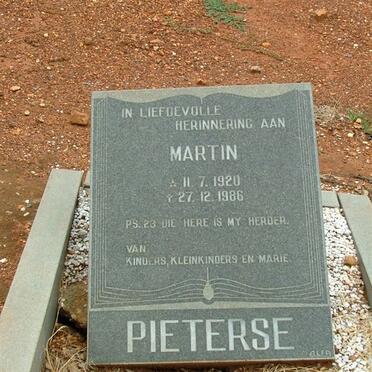 IN LIEFDEVOLLE
HERINNERING AAN
MARTIN
☆ 11. 7. 1920
✝ 27. 12. 1986
PS. 23 DIE HERE IS MY HERDER.
VAN
KINDERS, KLEINKINDERS EN MARIE.
PIETERSE
ALFA